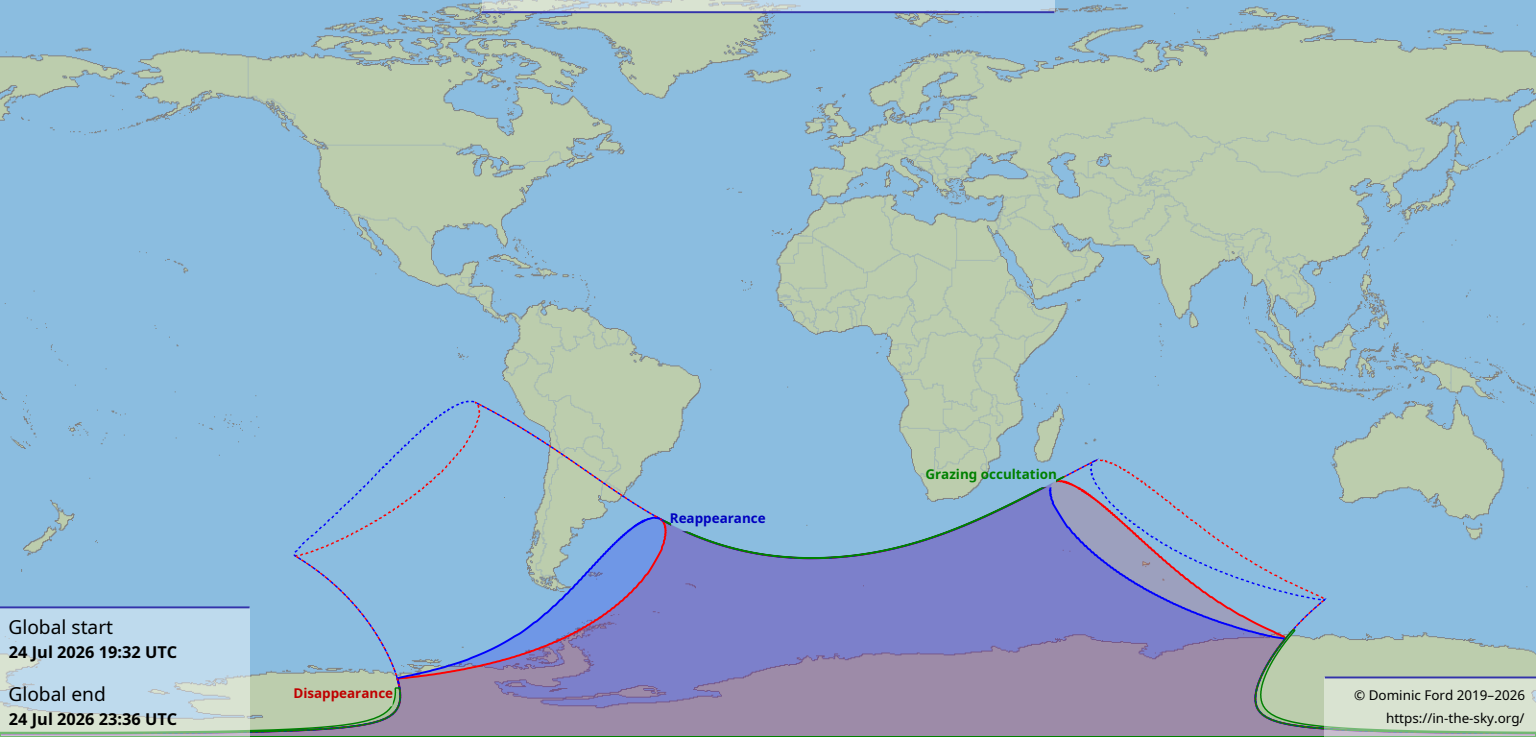 Grazing occultation
Reappearance
Disappearance
Global start
24 Jul 2026 19:32 UTC
Global end
24 Jul 2026 23:36 UTC
© Dominic Ford 2019–2026
https://in-the-sky.org/